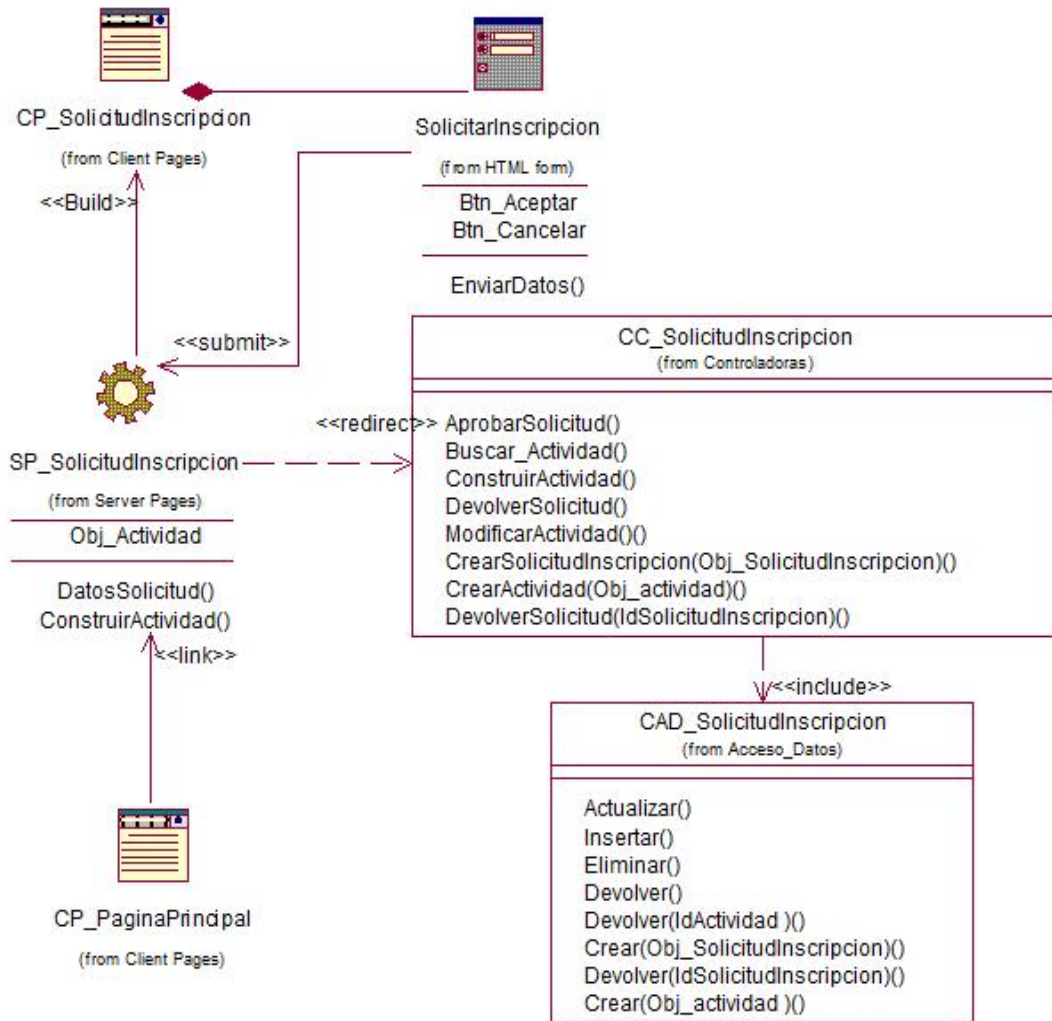 CP_SolicitudInscripcion
(from Client Pages)
SolicitarInscripcion
(from HTML form)
Btn_Aceptar
Btn_Cancelar
EnviarDatos()
<<Build>>
<<submit>>
SP_SolicitudInscripcion
(from Server Pages)
Obj_Actividad
DatosSolicitud()
ConstruirActividad()
<<redirect>>
CC_SolicitudInscripcion
(from Controladoras)
AprobarSolicitud()
Buscar_Actividad()
ConstruirActividad()
DevolverSolicitud()
ModificarActividad()()
CrearSolicitudInscripcion(Obj_SolicitudInscripcion)()
CrearActividad(Obj_actividad)()
DevolverSolicitud(IdSolicitudInscripcion)()
<<link>>
<<include>>
CP_PaginaPrincipal
(from Client Pages)
CAD_SolicitudInscripcion
(from Acceso_Datos)
Actualizar()
Insertar()
Eliminar()
Devolver()
Devolver(IdActividad )()
Crear(Obj_SolicitudInscripcion)()
Devolver(IdSolicitudInscripcion)()
Crear(Obj_actividad )()